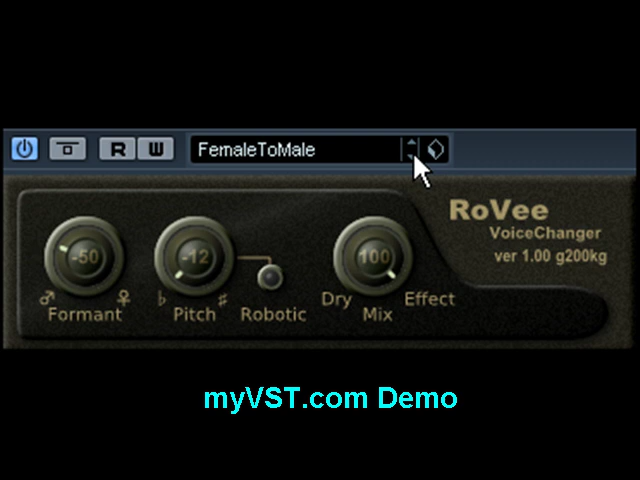 R W FemaleToMale
RoVee
VoiceChanger
ver 1.00 g200kg
-50 -12 100
♂ ♀ ♭ ♯ Dry Effect
Formant Pitch Robotic Mix
myVST.com Demo